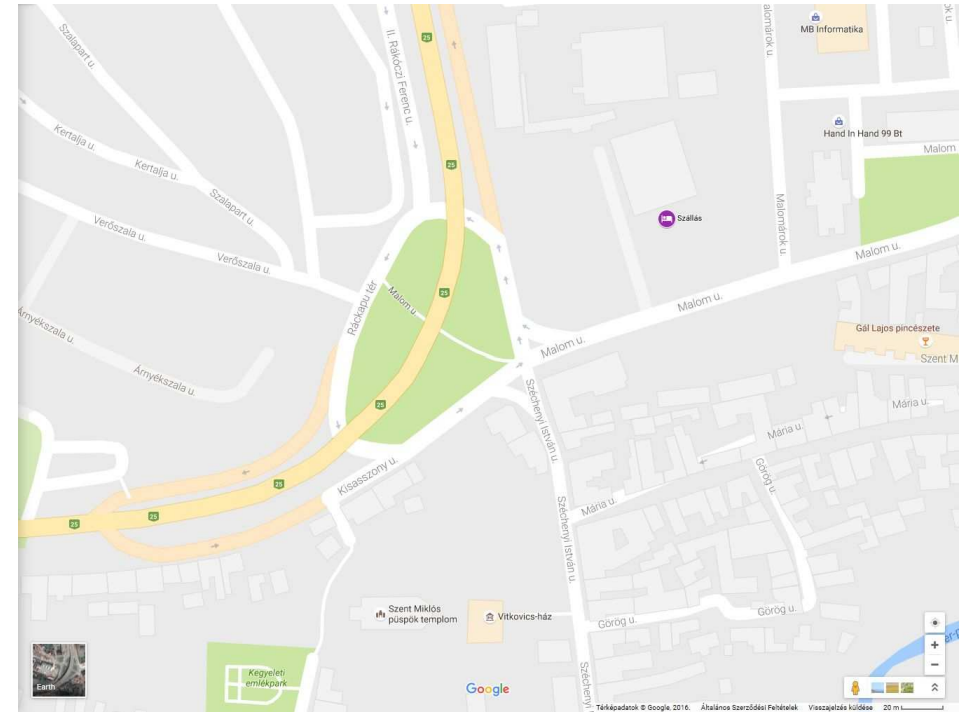 Szalapart u.
II. Rákóczi Ferenc u.
25
Malomárok u.
MB Informatika
Kertalja u.
Kertalja u.
Szalapart u.
25
Hand In Hand 99 Bt
Malom
Verőszala u.
Verőszala u.
Szállás
Malomárok u.
Malom u.
25
Malom u.
Ráckapu tér
Malom u.
Árnyékszala u.
Árnyékszala u.
Malom u.
Gál Lajos pincészete
Szent M
25
Széchenyi István u.
Mária u.
Mária u.
Kisasszony u.
Görög u.
25
25
25
Mária u.
Széchenyi István u.
Szent Miklós
püspök templom
Vitkovics-ház
Görög u.
Görög u.
Kegyeleti
emlékpark
Széchenyi
Earth
Google
Térképadatok © Google, 2016. Általános Szerződési Feltételek Visszajelzés küldése 20 m